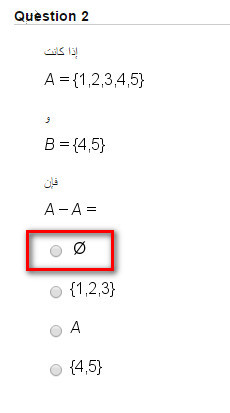 Question 2
إذا كانت
A = {1,2,3,4,5}
و
B = {4,5}
فإن
A – A =
Ø
{1,2,3}
A
{4,5}